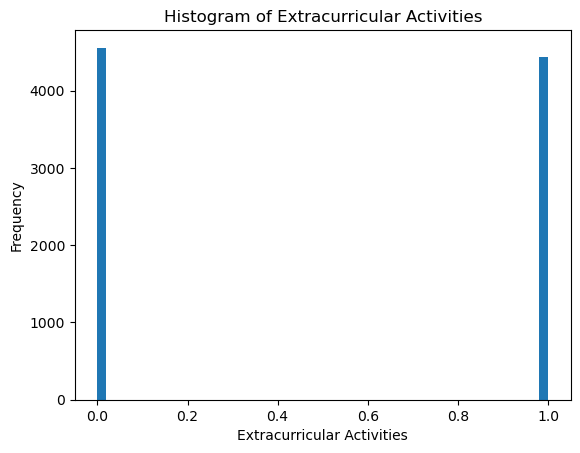 Histogram of Extracurricular Activities
Frequency
4000
3000
2000
1000
0
0.0 0.2 0.4 0.6 0.8 1.0
Extracurricular Activities